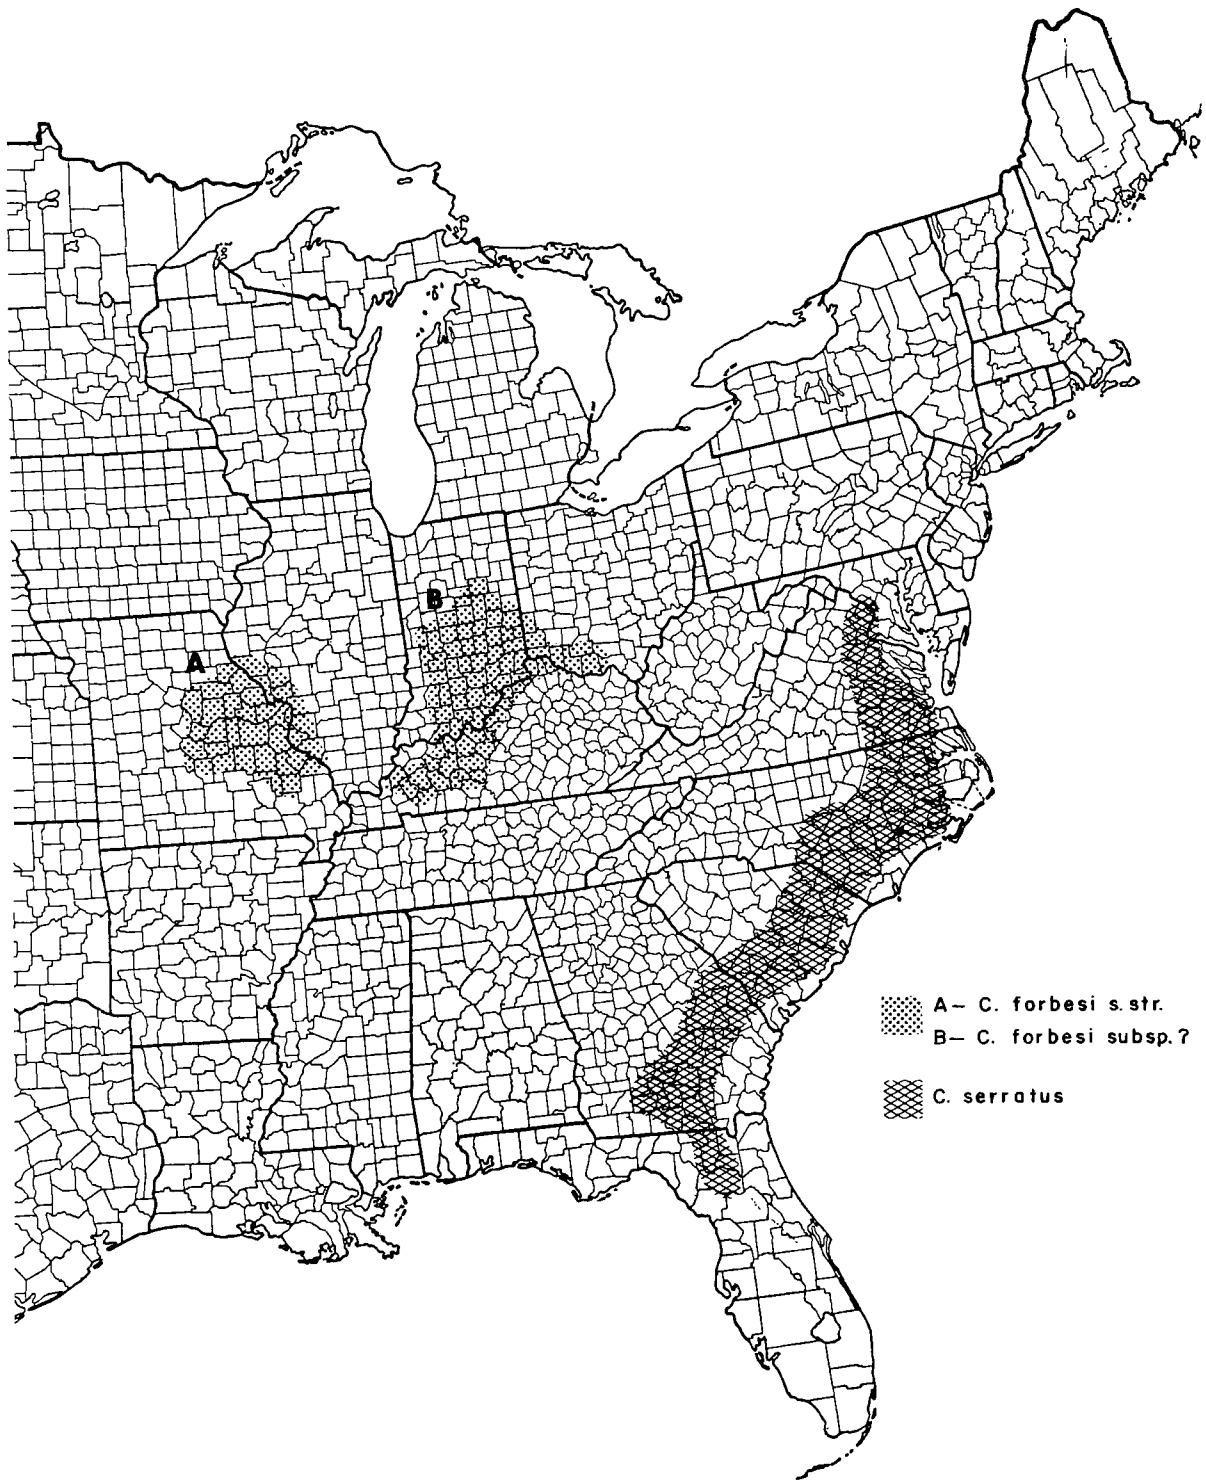 B
A
A – C. forbesi s. str.
B – C. forbesi subsp. ?
C. serratus